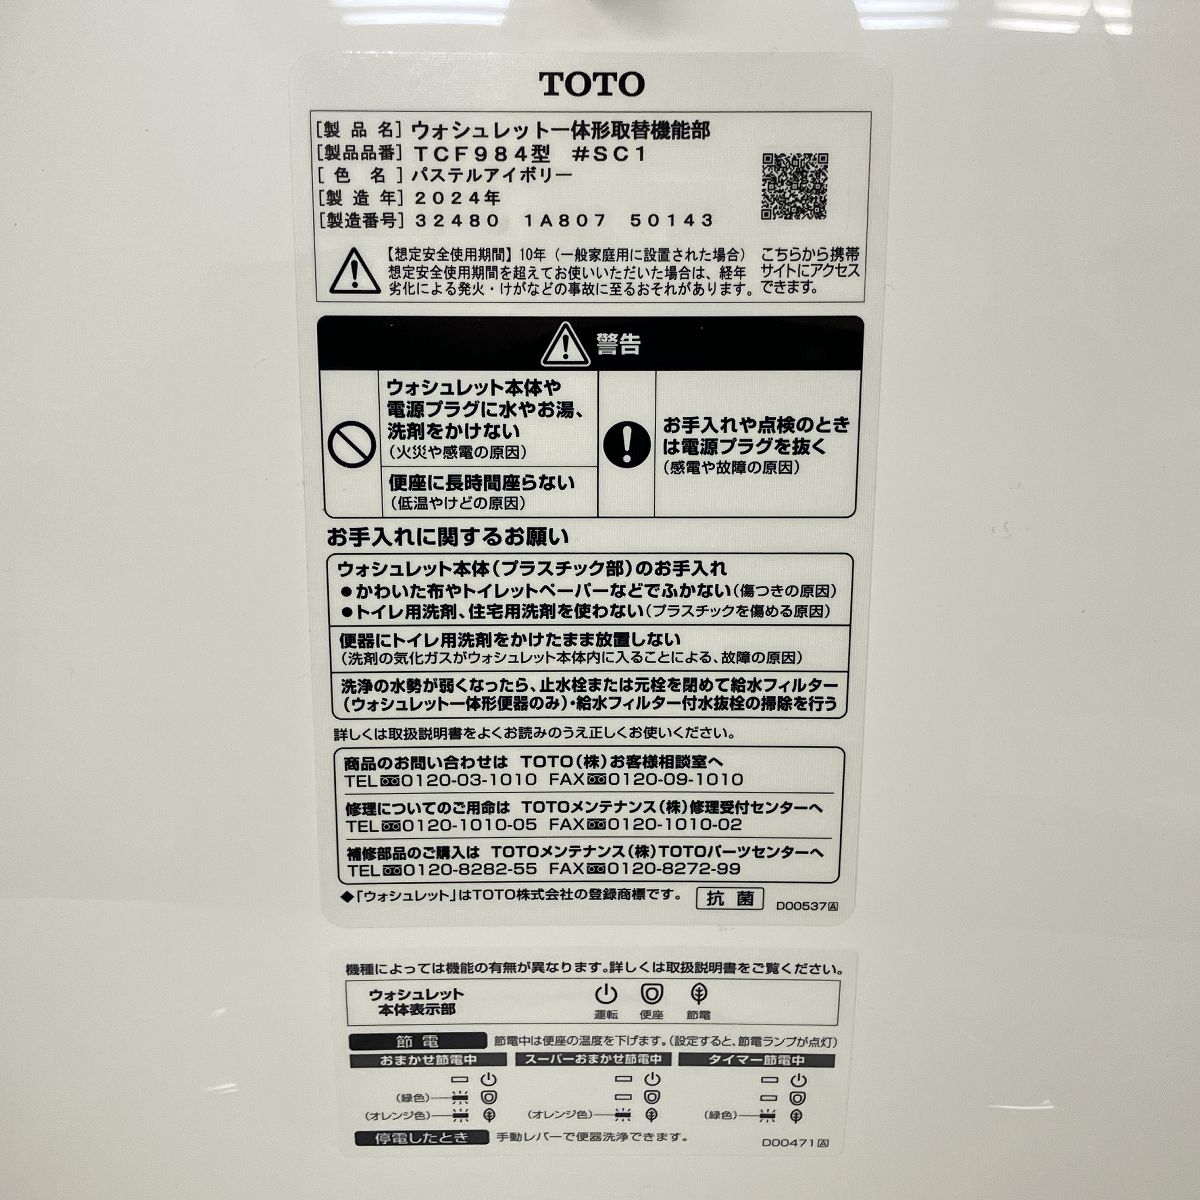 TOTO
[製品名] ウォシュレット一体形取替機能部
[製品品番] TCF984型 #SC1
[色名] パステルアイボリー
[製造年] 2024年
[製造番号] 32480 1A807 50143
【想定安全使用期間】10年（一般家庭用に設置された場合）
想定安全使用期間を超えてお使いいただいた場合は、経年
劣化による発火・けがなどの事故に至るおそれがあります。
こちらから携帯
サイトにアクセス
できます。
警告
ウォシュレット本体や
電源プラグに水やお湯、
洗剤をかけない
(火災や感電の原因)
便座に長時間座らない
(低温やけどの原因)
お手入れや点検のとき
は電源プラグを抜く
(感電や故障の原因)
お手入れに関するお願い
ウォシュレット本体(プラスチック部)のお手入れ
●かわいた布やトイレットペーパーなどでふかない(傷つきの原因)
●トイレ用洗剤、住宅用洗剤を使わない(プラスチックを傷める原因)
便器にトイレ用洗剤をかけたまま放置しない
(洗剤の気化ガスがウォシュレット本体内に入ることによる、故障の原因)
洗浄の水勢が弱くなったら、止水栓または元栓を閉めて給水フィルター
(ウォシュレット一体形便器のみ)・給水フィルター付水抜栓の掃除を行う
詳しくは取扱説明書をよくお読みのうえ正しくお使いください。
商品のお問い合わせは TOTO(株)お客様相談室へ
TEL 0120-03-1010 FAX 0120-09-1010
修理についてのご用命は TOTOメンテナンス(株)修理受付センターへ
TEL 0120-1010-05 FAX 0120-1010-02
補修部品のご購入は TOTOメンテナンス(株)TOTOパーツセンターへ
TEL 0120-8282-55 FAX 0120-8272-99
◆「ウォシュレット」はTOTO株式会社の登録商標です。 抗菌 D00537A
機種によっては機能の有無が異なります。詳しくは取扱説明書をご覧ください。
ウォシュレット
本体表示部
運転 便座 節電
節電 節電中は便座の温度を下げます。(設定すると、節電ランプが点灯)
おまかせ節電中 スーパーおまかせ節電中 タイマー節電中
(緑色)
(オレンジ色) (オレンジ色) (緑色)
停電したとき 手動レバーで便器洗浄できます。 D00471A